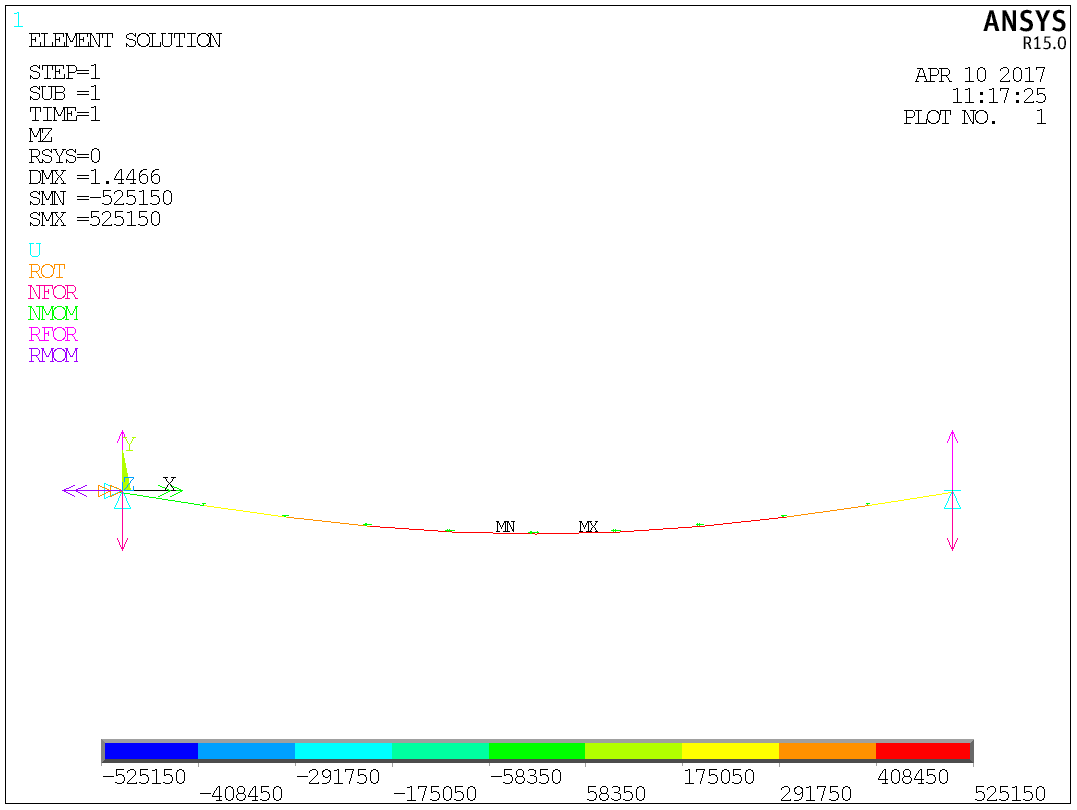 1
ANSYS
R15.0
ELEMENT SOLUTION
STEP=1
SUB =1
TIME=1
MZ
RSYS=0
DMX =1.4466
SMN =-525150
SMX =525150
APR 10 2017
11:17:25
PLOT NO. 1
U
ROT
NFOR
NMOM
RFOR
RMOM
Y
Z X
MN MX
-525150 -291750 -58350 175050 408450
-408450 -175050 58350 291750 525150